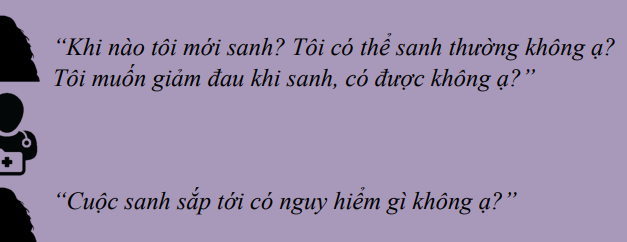 “Khi nào tôi mới sanh? Tôi có thể sanh thường không ạ?
Tôi muốn giảm đau khi sanh, có được không ạ?”
“Cuộc sanh sắp tới có nguy hiểm gì không ạ?”